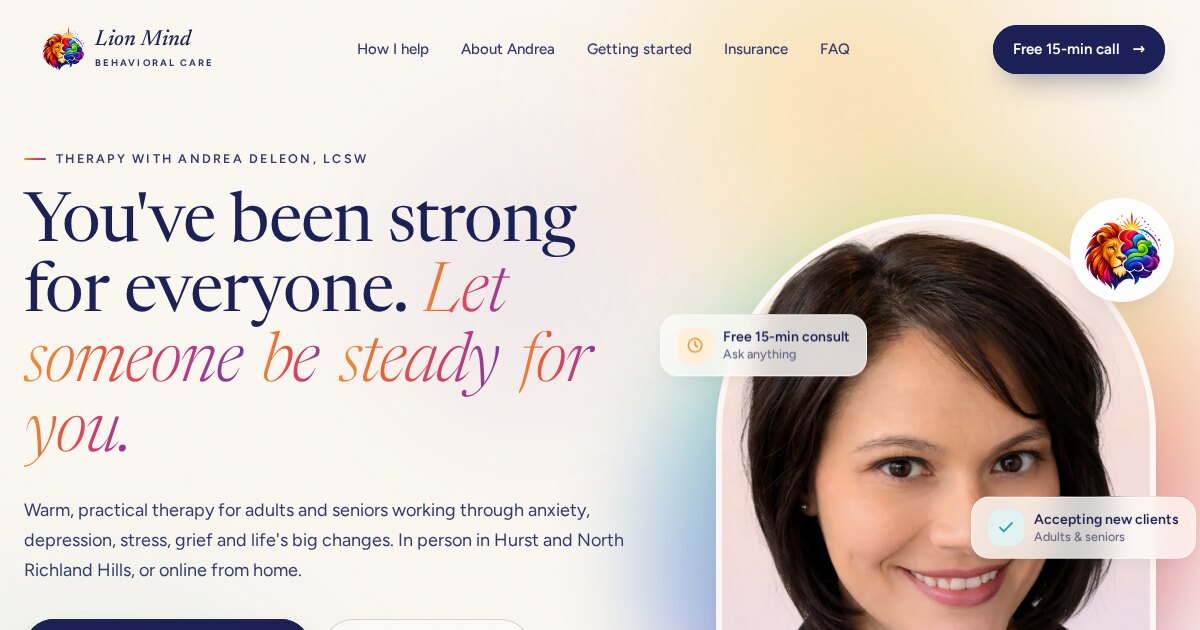 Lion Mind
BEHAVIORAL CARE
How I help
About Andrea
Getting started
Insurance
FAQ
Free 15-min call →
THERAPY WITH ANDREA DELEON, LCSW
You've been strong
for everyone. Let
someone be steady for
you.
Warm, practical therapy for adults and seniors working through anxiety,
depression, stress, grief and life's big changes. In person in Hurst and North
Richland Hills, or online from home.
Free 15-min consult
Ask anything
Accepting new clients
Adults & seniors